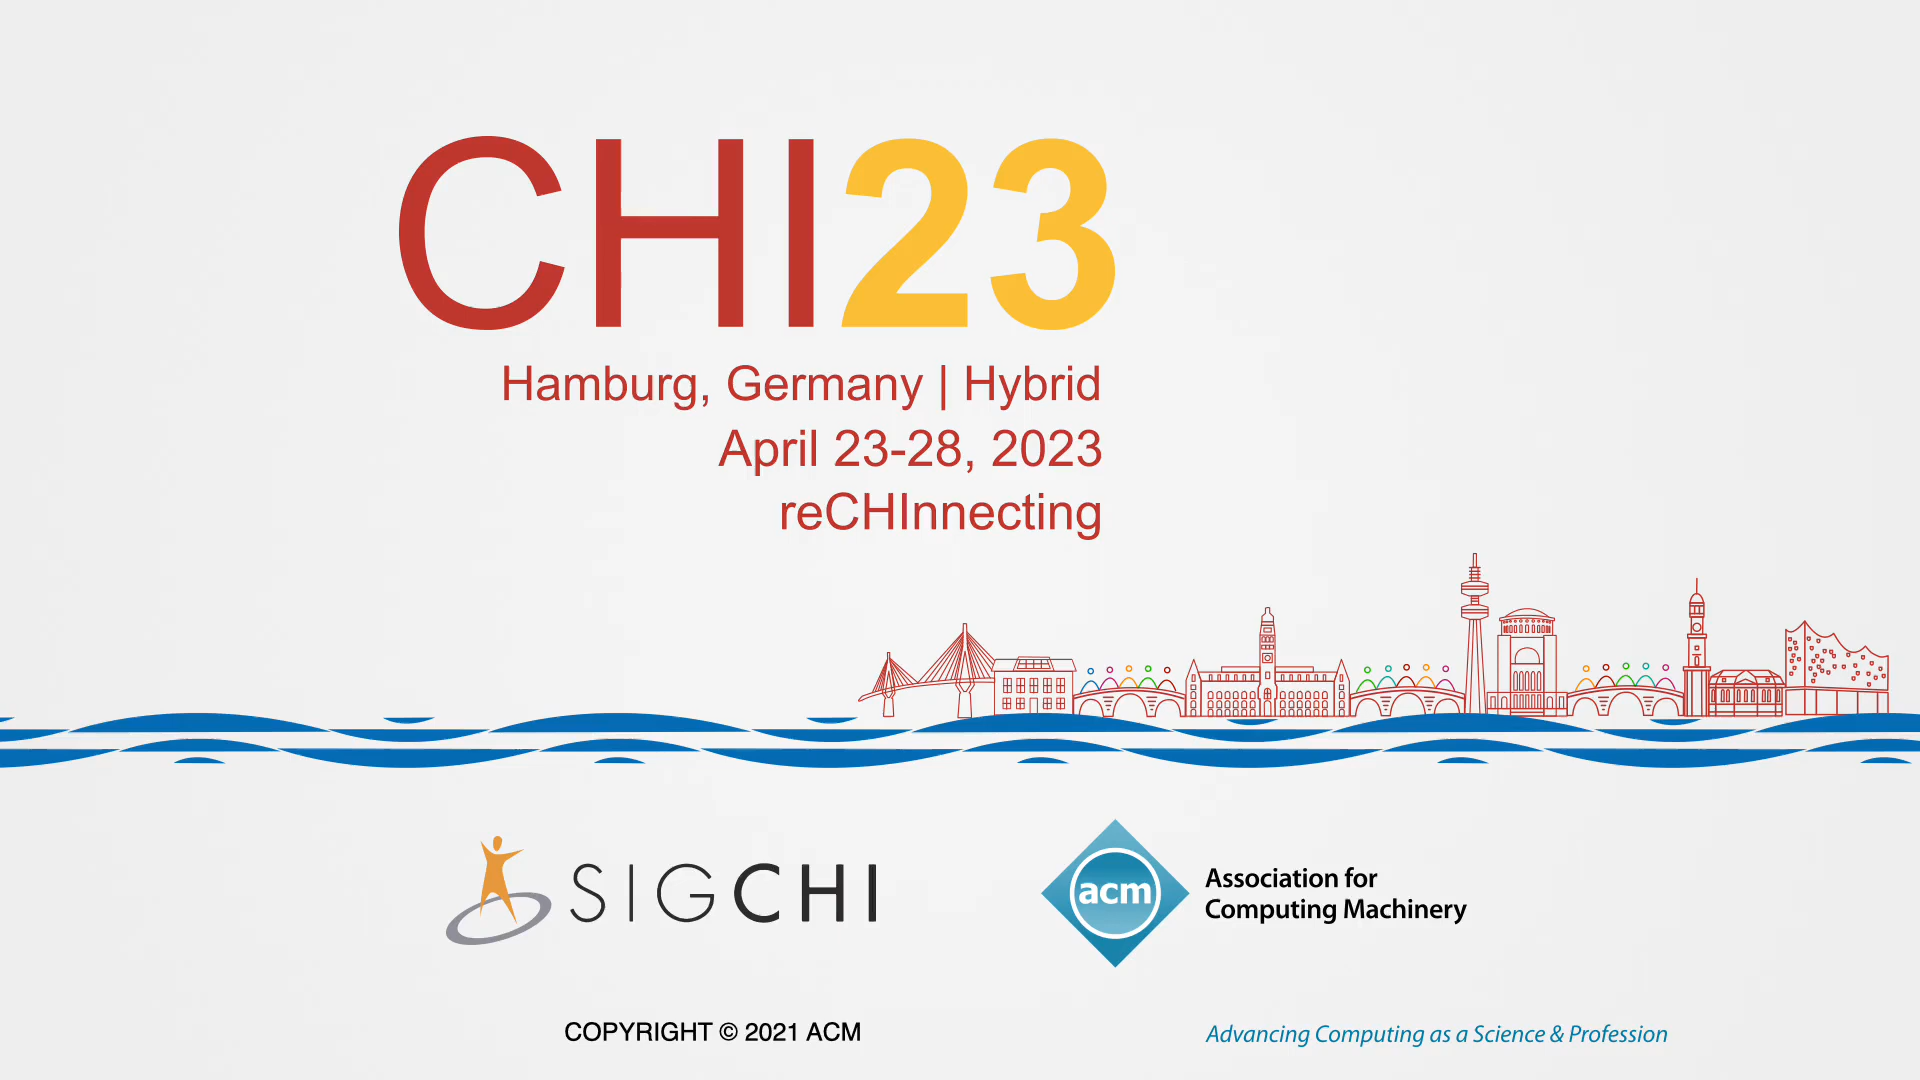 CHI23
Hamburg, Germany | Hybrid
April 23-28, 2023
reCHInnecting
SIGCHI
acm
Association for
Computing Machinery
COPYRIGHT © 2021 ACM
Advancing Computing as a Science & Profession